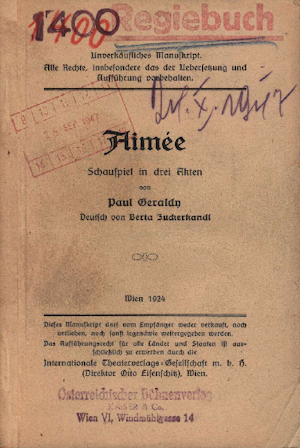 1400
1400 Regiebuch
Unverkäufliches Manuskript.
Alle Rechte, insbesondere das der Uebersetzung und
Aufführung vorbehalten.
Aimée
Schauspiel in drei Akten
von
Paul Geraldy
Deutsch von Berta Zuckerkandl
Wien 1924
Dieses Manuskript darf vom Empfänger weder verkauft, noch
verliehen, noch sonst irgendwie weitergegeben werden.
Das Aufführungsrecht für alle Länder und Staaten ist aus-
schließlich zu erwerben durch die
Internationale Theaterverlags-Gesellschaft m. b. H.
(Direktor Otto Eisenschitz), Wien.
Österreichischer Bühnenverlag
KAISER & Co.
Wien VI, Windmühlgasse 14